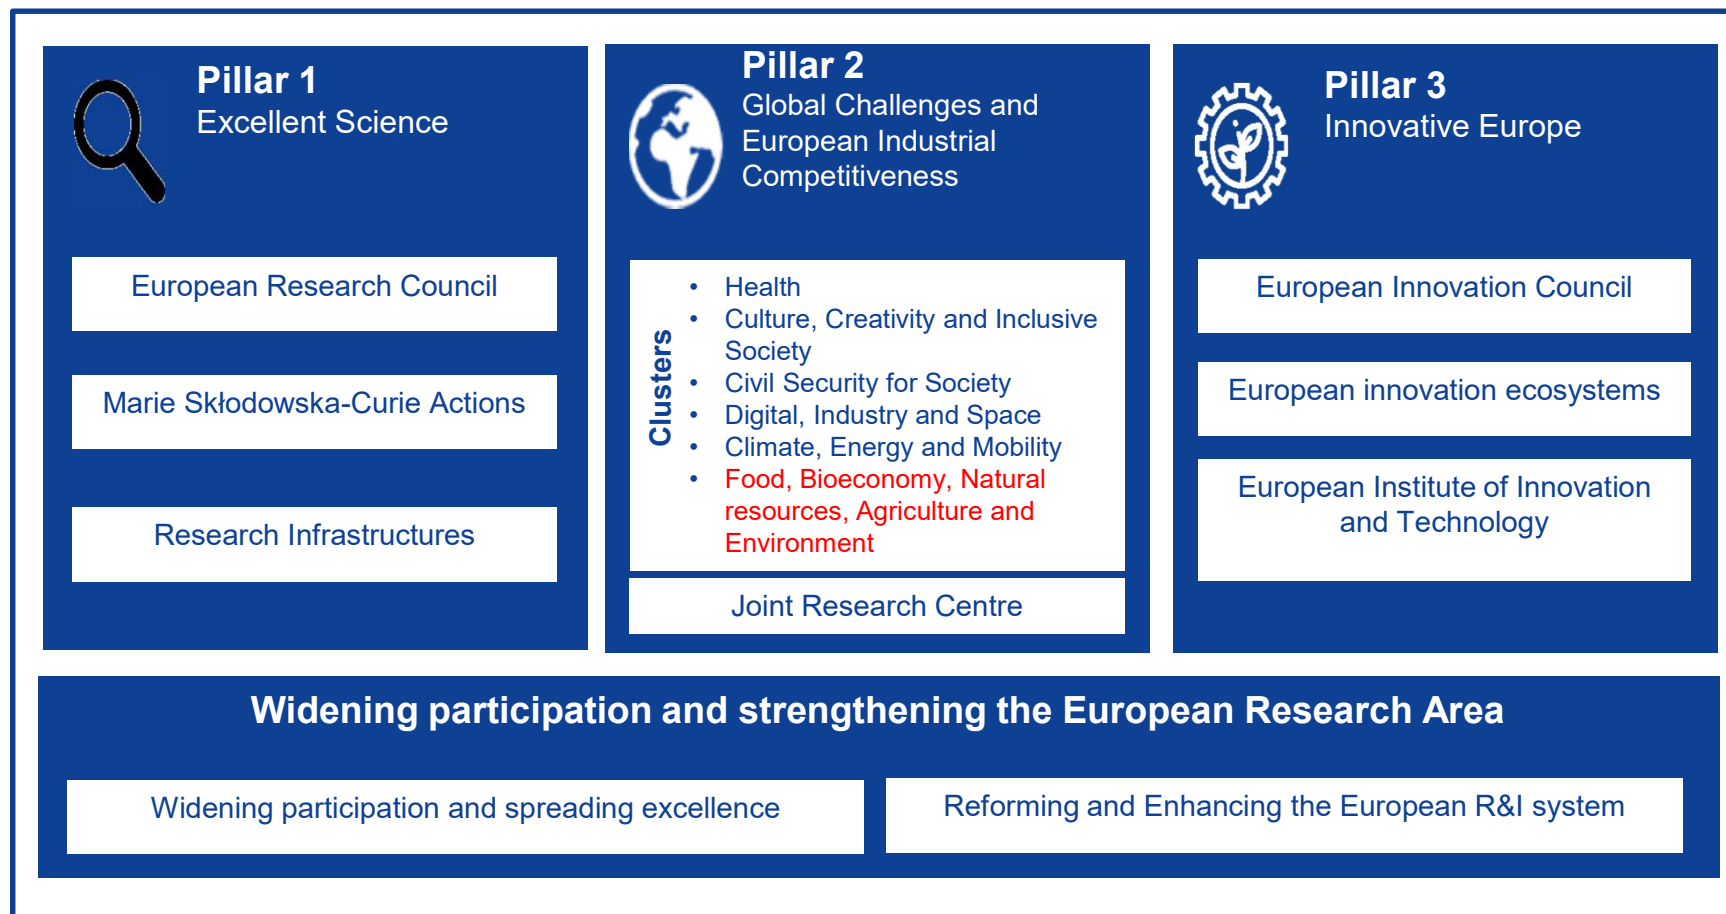 Pillar 1
Excellent Science
European Research Council
Marie Skłodowska-Curie Actions
Research Infrastructures
Pillar 2
Global Challenges and
European Industrial
Competitiveness
Clusters
• Health
• Culture, Creativity and Inclusive
Society
• Civil Security for Society
• Digital, Industry and Space
• Climate, Energy and Mobility
• Food, Bioeconomy, Natural
resources, Agriculture and
Environment
Joint Research Centre
Pillar 3
Innovative Europe
European Innovation Council
European innovation ecosystems
European Institute of Innovation
and Technology
Widening participation and strengthening the European Research Area
Widening participation and spreading excellence
Reforming and Enhancing the European R&I system